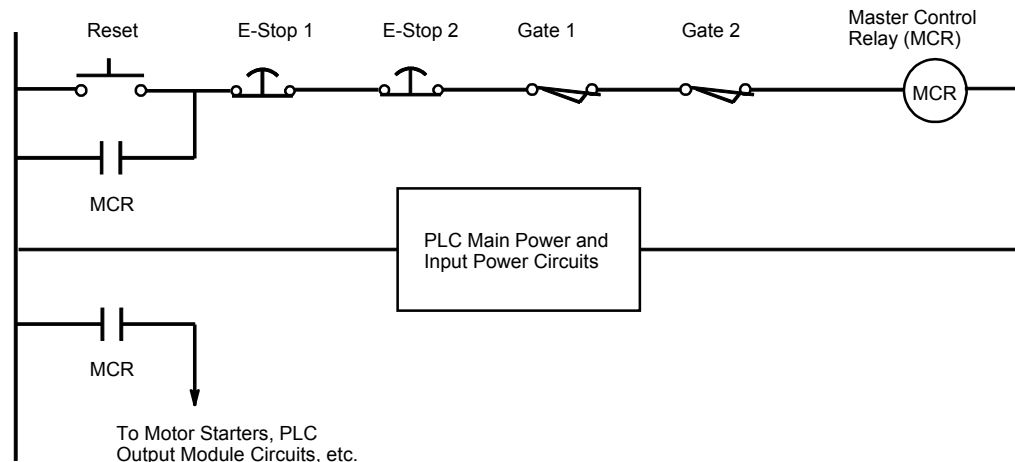 Reset
E-Stop 1
E-Stop 2
Gate 1
Gate 2
Master Control
Relay (MCR)
MCR
MCR
PLC Main Power and
Input Power Circuits
MCR
To Motor Starters, PLC
Output Module Circuits, etc.